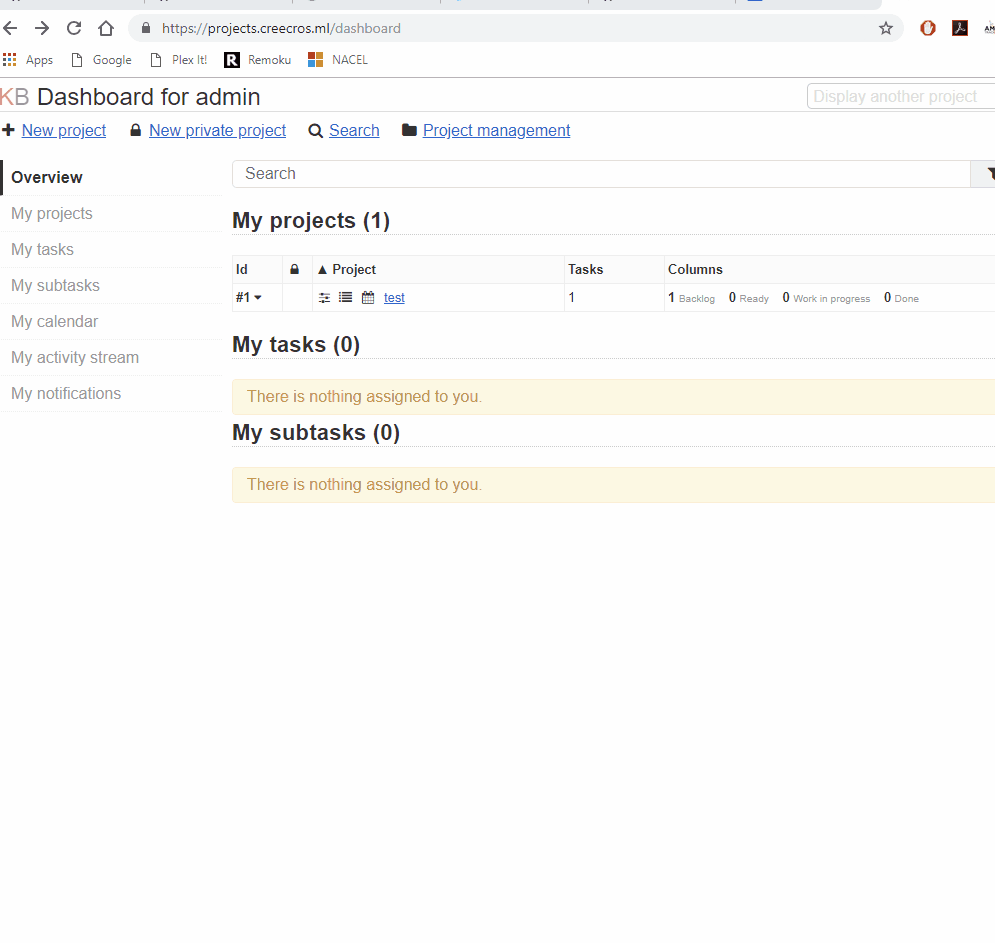 https://projects.creecros.ml/dashboard
Apps Google Plex It! Remoku NACEL
KB Dashboard for admin Display another project
New project New private project Search Project management
Overview
My projects
My tasks
My subtasks
My calendar
My activity stream
My notifications
Search
My projects (1)
Id ▲ Project Tasks Columns
#1 test 1 1 Backlog 0 Ready 0 Work in progress 0 Done
My tasks (0)
There is nothing assigned to you.
My subtasks (0)
There is nothing assigned to you.